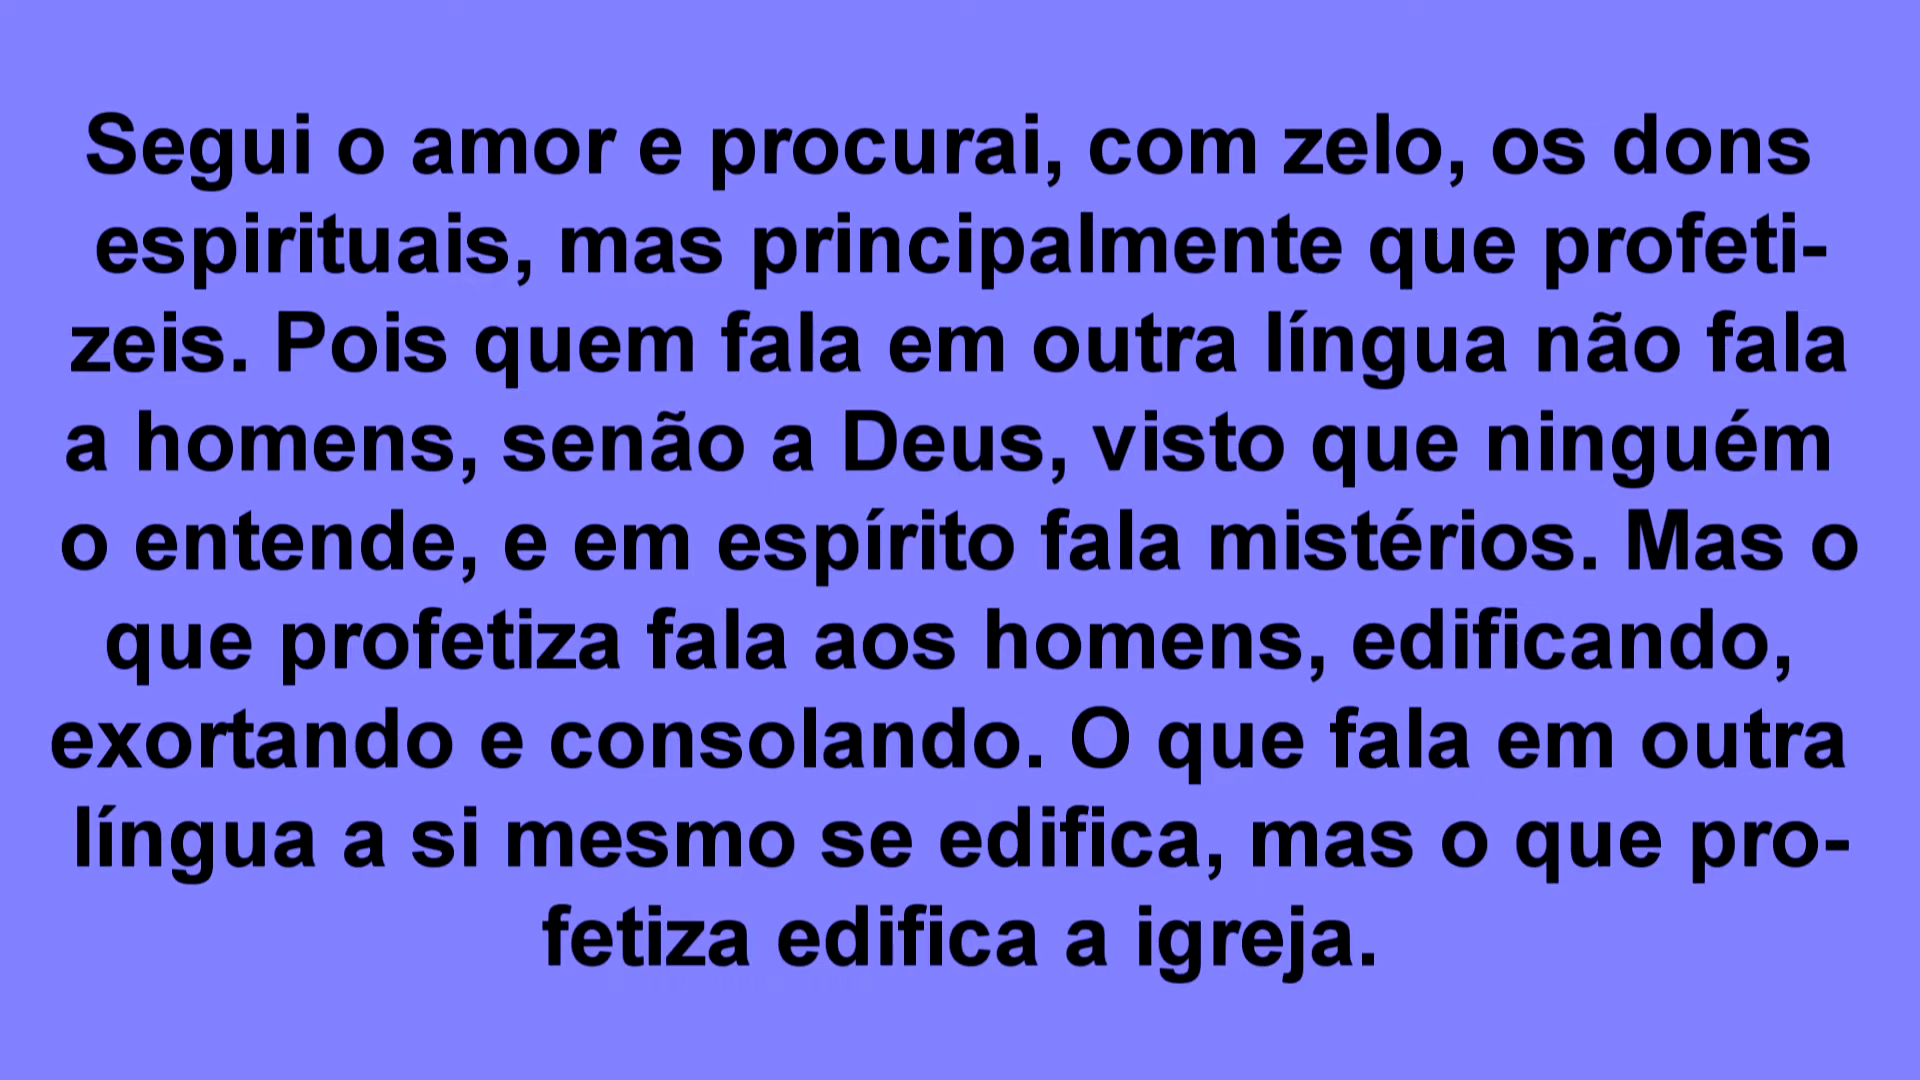 Segui o amor e procurai, com zelo, os dons
espirituais, mas principalmente que profeti-
zeis. Pois quem fala em outra língua não fala
a homens, senão a Deus, visto que ninguém
o entende, e em espírito fala mistérios. Mas o
que profetiza fala aos homens, edificando,
exortando e consolando. O que fala em outra
língua a si mesmo se edifica, mas o que pro-
fetiza edifica a igreja.